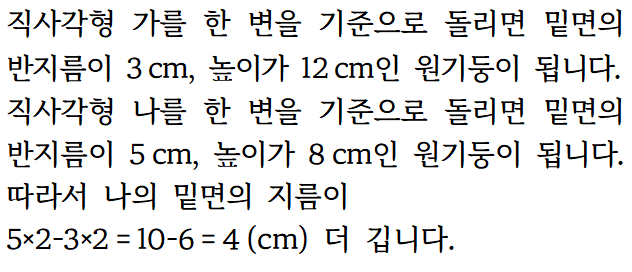 직사각형 가를 한 변을 기준으로 돌리면 밑면의
반지름이 3 cm, 높이가 12 cm인 원기둥이 됩니다.
직사각형 나를 한 변을 기준으로 돌리면 밑면의
반지름이 5 cm, 높이가 8 cm인 원기둥이 됩니다.
따라서 나의 밑면의 지름이
5×2-3×2 = 10-6 = 4 (cm) 더 깁니다.